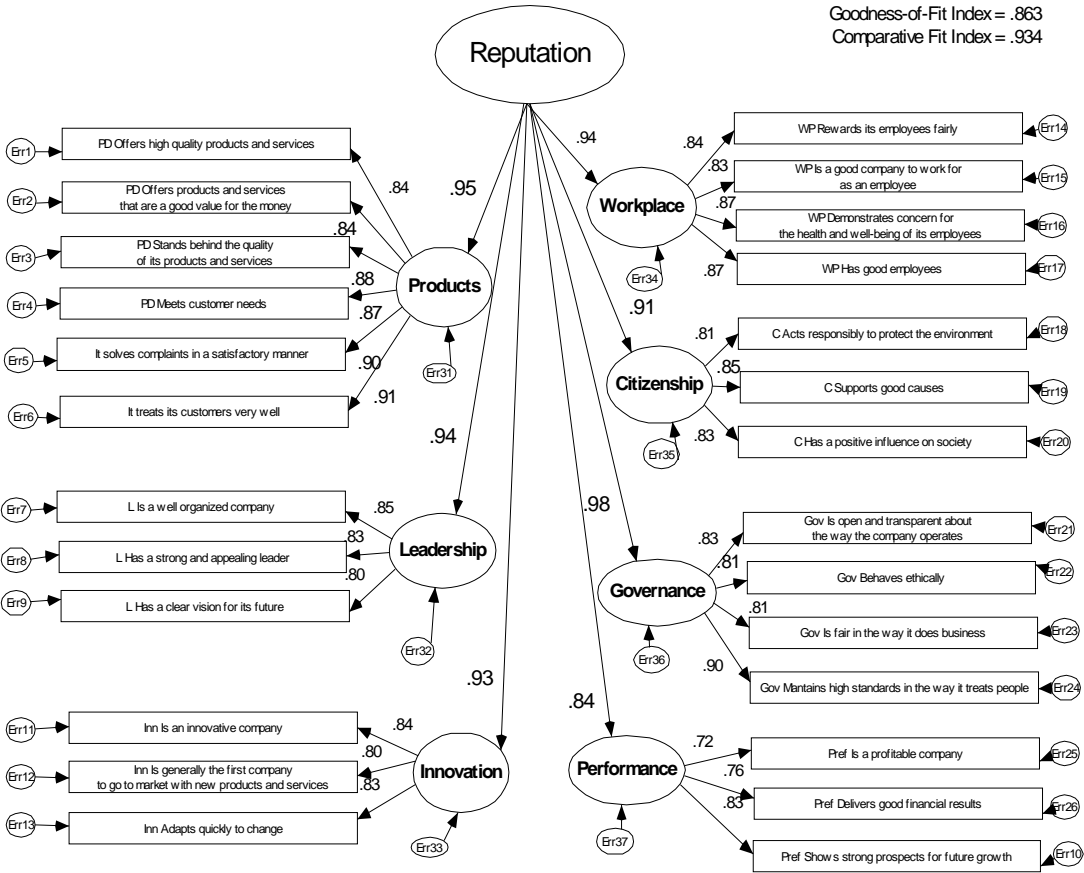 Goodness-of-Fit Index = .863
Comparative Fit Index = .934
Reputation
.95
.94
.93
.94
.91
.98
.84
Products
Err31
Err1
PD Offers high quality products and services
.84
Err2
PD Offers products and services
that are a good value for the money
.84
Err3
PD Stands behind the quality
of its products and services
.88
Err4
PD Meets customer needs
.87
Err5
It solves complaints in a satisfactory manner
.90
Err6
It treats its customers very well
.91
Leadership
Err32
Err7
L Is a well organized company
.85
Err8
L Has a strong and appealing leader
.83
Err9
L Has a clear vision for its future
.80
Innovation
Err33
Err11
Inn Is an innovative company
.84
Err12
Inn Is generally the first company
to go to market with new products and services
.80
Err13
Inn Adapts quickly to change
.83
Workplace
Err34
.84
WP Rewards its employees fairly
Err14
.83
WP Is a good company to work for
as an employee
Err15
.87
WP Demonstrates concern for
the health and well-being of its employees
Err16
.87
WP Has good employees
Err17
Citizenship
Err35
.81
C Acts responsibly to protect the environment
Err18
.85
C Supports good causes
Err19
.83
C Has a positive influence on society
Err20
Governance
Err36
.83
Gov Is open and transparent about
the way the company operates
Err21
.81
Gov Behaves ethically
Err22
.81
Gov Is fair in the way it does business
Err23
.90
Gov Mantains high standards in the way it treats people
Err24
Performance
Err37
.72
Pref Is a profitable company
Err25
.76
Pref Delivers good financial results
Err26
.83
Pref Shows strong prospects for future growth
Err10